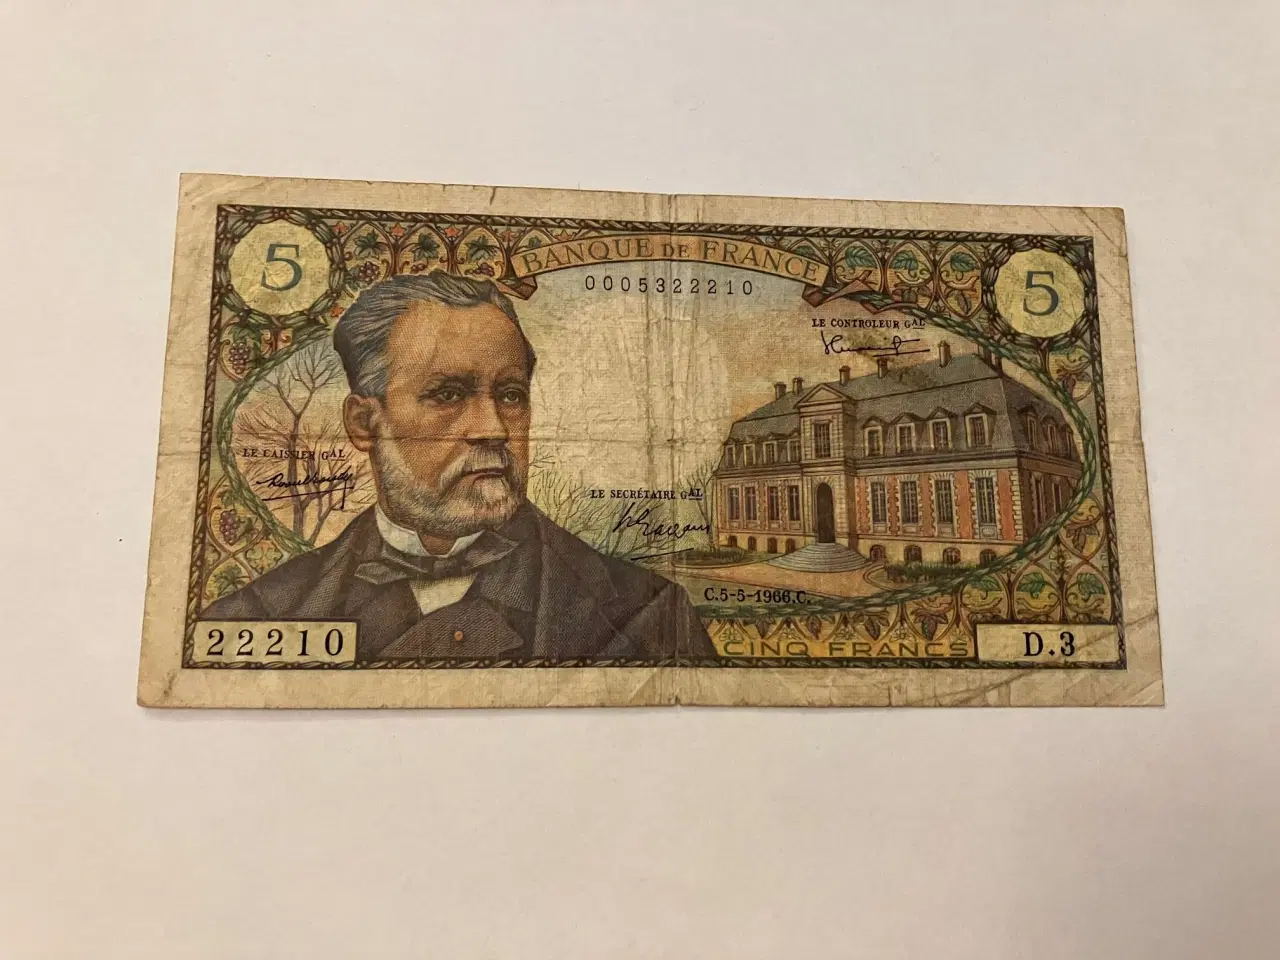 5
BANQUE DE FRANCE
5
0005322210
LE CONTROLEUR GAL
LE CAISSIER GAL
LE SECRÉTAIRE GAL
C.5-5-1966.C.
22210
CINQ FRANCS
D.3